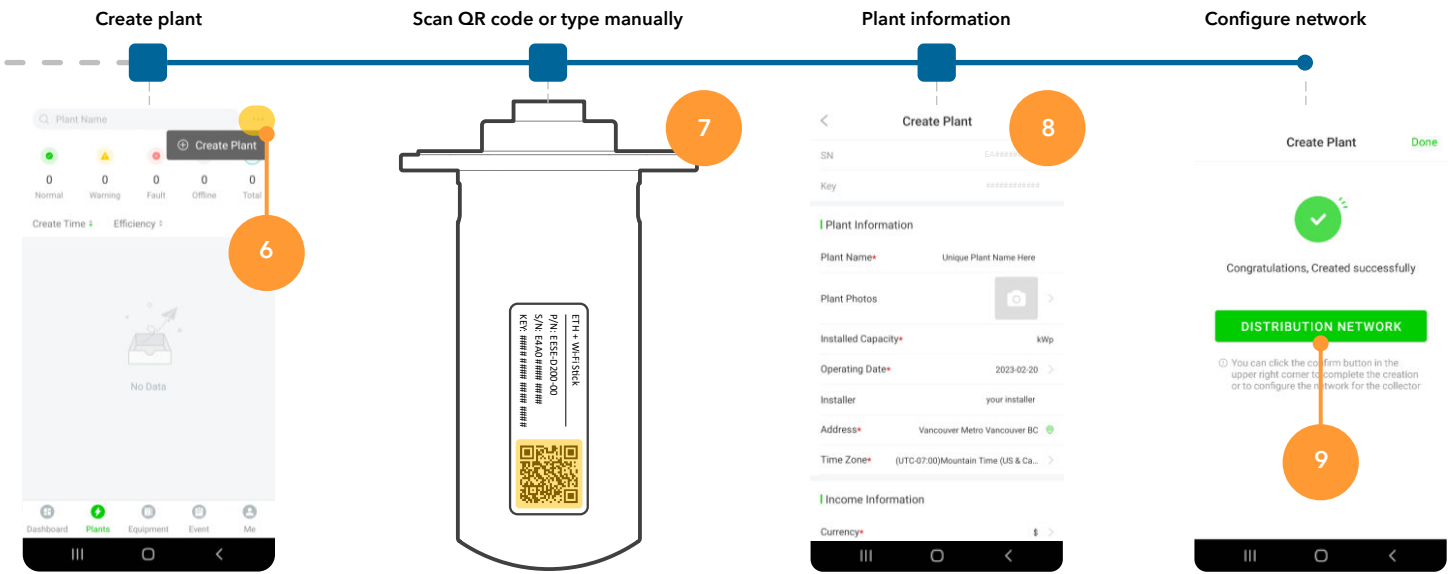 Create plant
Scan QR code or type manually
Plant information
Configure network
Plant Name
...
Create Plant
0 0 0 0 0
Normal Warning Fault Offline Total
Create Time Efficiency
6
No Data
Dashboard Plants Equipment Event Me
7
ETH + Wi-Fi Stick
P/N: EESE-D200-00
S/N: E4A0 #### ####
KEY: #### #### #### ####
Create Plant
8
SN EA########
Key ############
Plant Information
Plant Name* Unique Plant Name Here
Plant Photos
Installed Capacity* kWp
Operating Date* 2023-02-20
Installer your installer
Address* Vancouver Metro Vancouver BC
Time Zone* (UTC-07:00)Mountain Time (US & Ca...
Income Information
Currency* $
Create Plant Done
Congratulations, Created successfully
DISTRIBUTION NETWORK
You can click the confirm button in the
upper right corner to complete the creation
or to configure the network for the collector
9